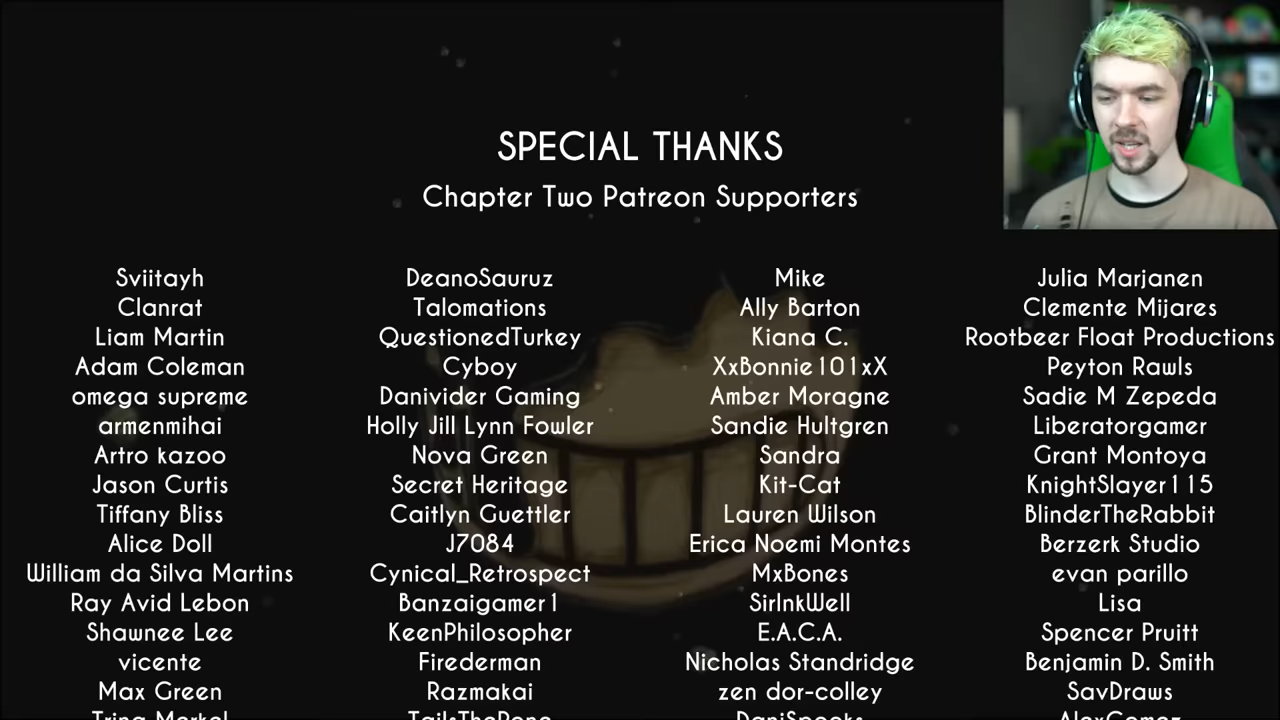 SPECIAL THANKS
Chapter Two Patreon Supporters
Sviitayh DeanoSauruz Mike Julia Marjanen
Clanrat Talomations Ally Barton Clemente Mijares
Liam Martin QuestionedTurkey Kiana C. Rootbeer Float Productions
Adam Coleman Cyboy XxBonnie101xX Peyton Rawls
omega supreme Danivider Gaming Amber Moragne Sadie M Zepeda
armenmihai Holly Jill Lynn Fowler Sandie Hultgren Liberatorgamer
Artro kazoo Nova Green Sandra Grant Montoya
Jason Curtis Secret Heritage Kit-Cat KnightSlayer115
Tiffany Bliss Caitlyn Guettler Lauren Wilson BlinderTheRabbit
Alice Doll J7084 Erica Noemi Montes Berzerk Studio
William da Silva Martins Cynical_Retrospect MxBones evan parillo
Ray Avid Lebon Banzaigamer1 SirInkWell Lisa
Shawnee Lee KeenPhilosopher E.A.C.A. Spencer Pruitt
vicente Firederman Nicholas Standridge Benjamin D. Smith
Max Green Razmakai zen dor-colley SavDraws